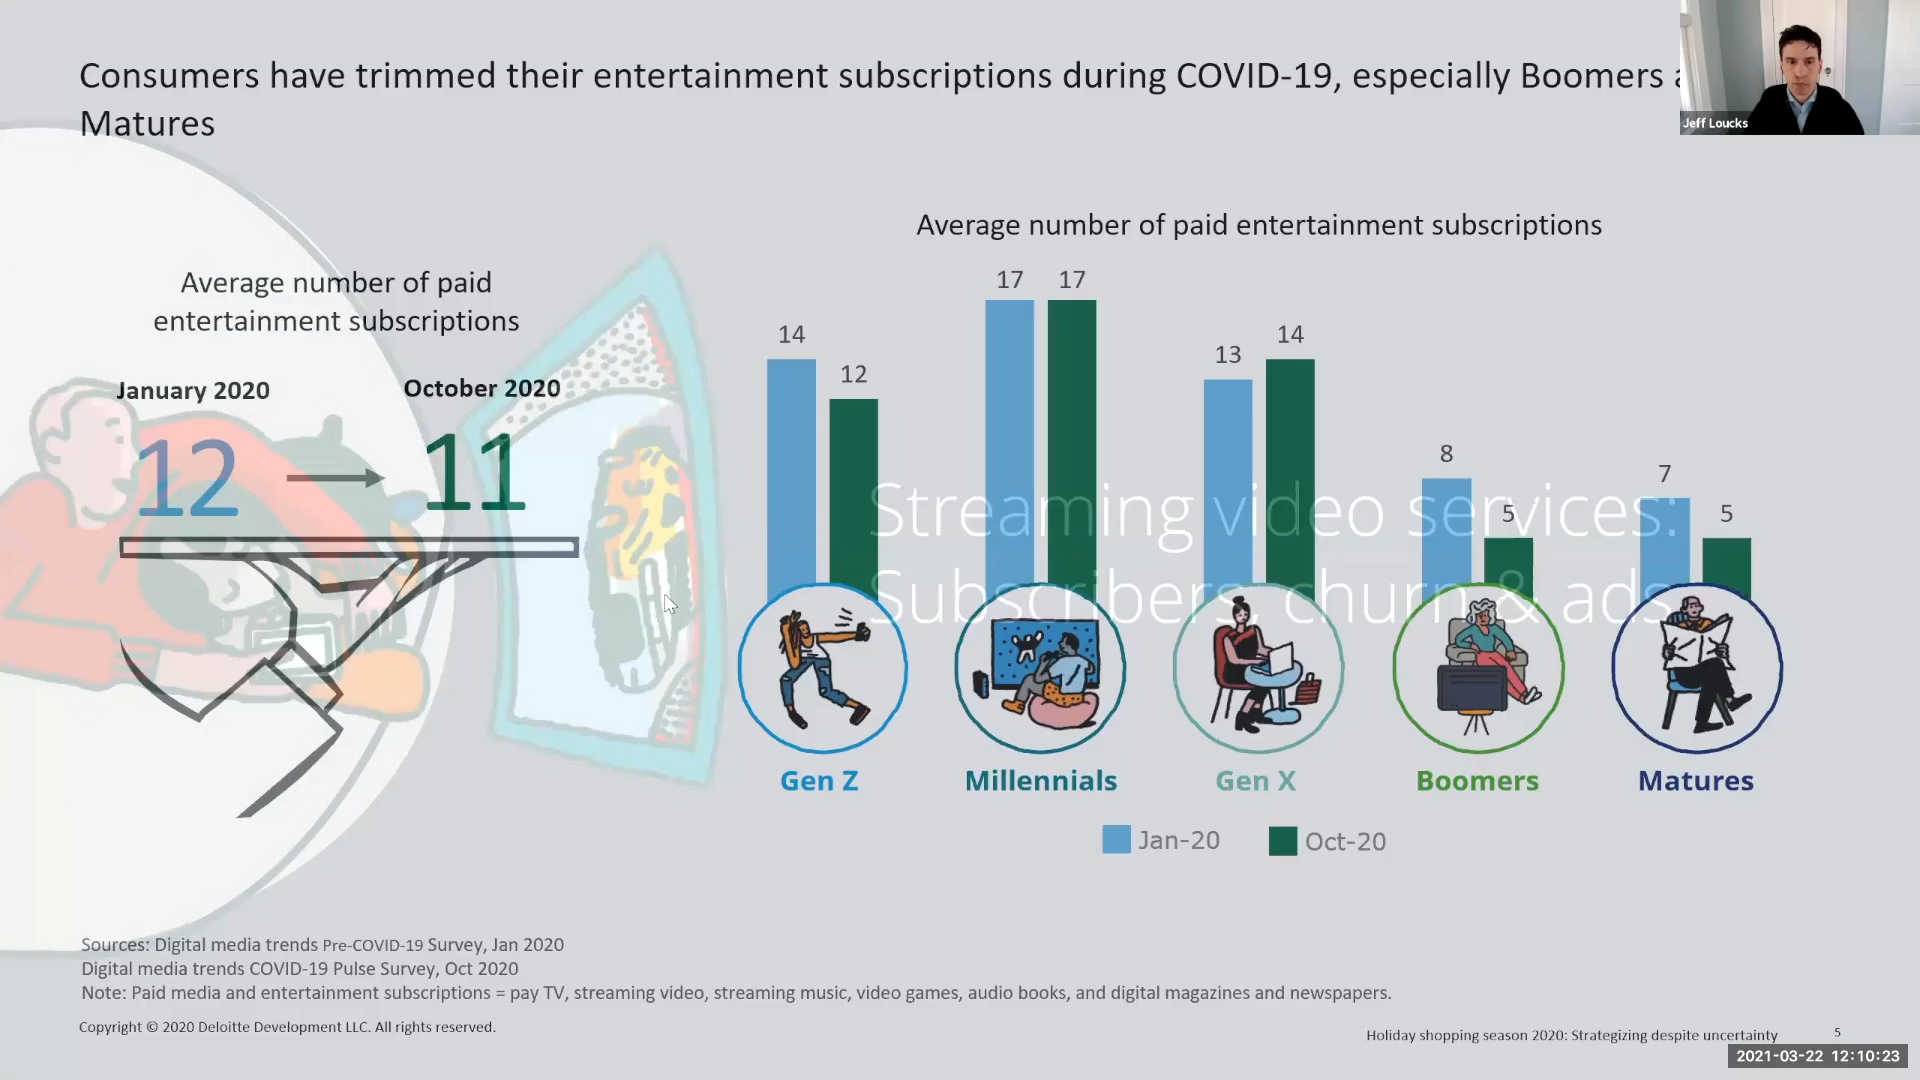 Consumers have trimmed their entertainment subscriptions during COVID-19, especially Boomers
Matures
Jeff Loucks
Average number of paid
entertainment subscriptions
January 2020
October 2020
12
11
Average number of paid entertainment subscriptions
14
12
17
17
13
14
8
5
7
5
Streaming video services:
Subscribers, churn & ads
Gen Z
Millennials
Gen X
Boomers
Matures
Jan-20
Oct-20
Sources: Digital media trends Pre-COVID-19 Survey, Jan 2020
Digital media trends COVID-19 Pulse Survey, Oct 2020
Note: Paid media and entertainment subscriptions = pay TV, streaming video, streaming music, video games, audio books, and digital magazines and newspapers.
Copyright © 2020 Deloitte Development LLC. All rights reserved.
Holiday shopping season 2020: Strategizing despite uncertainty
5
2021-03-22 12:10:23